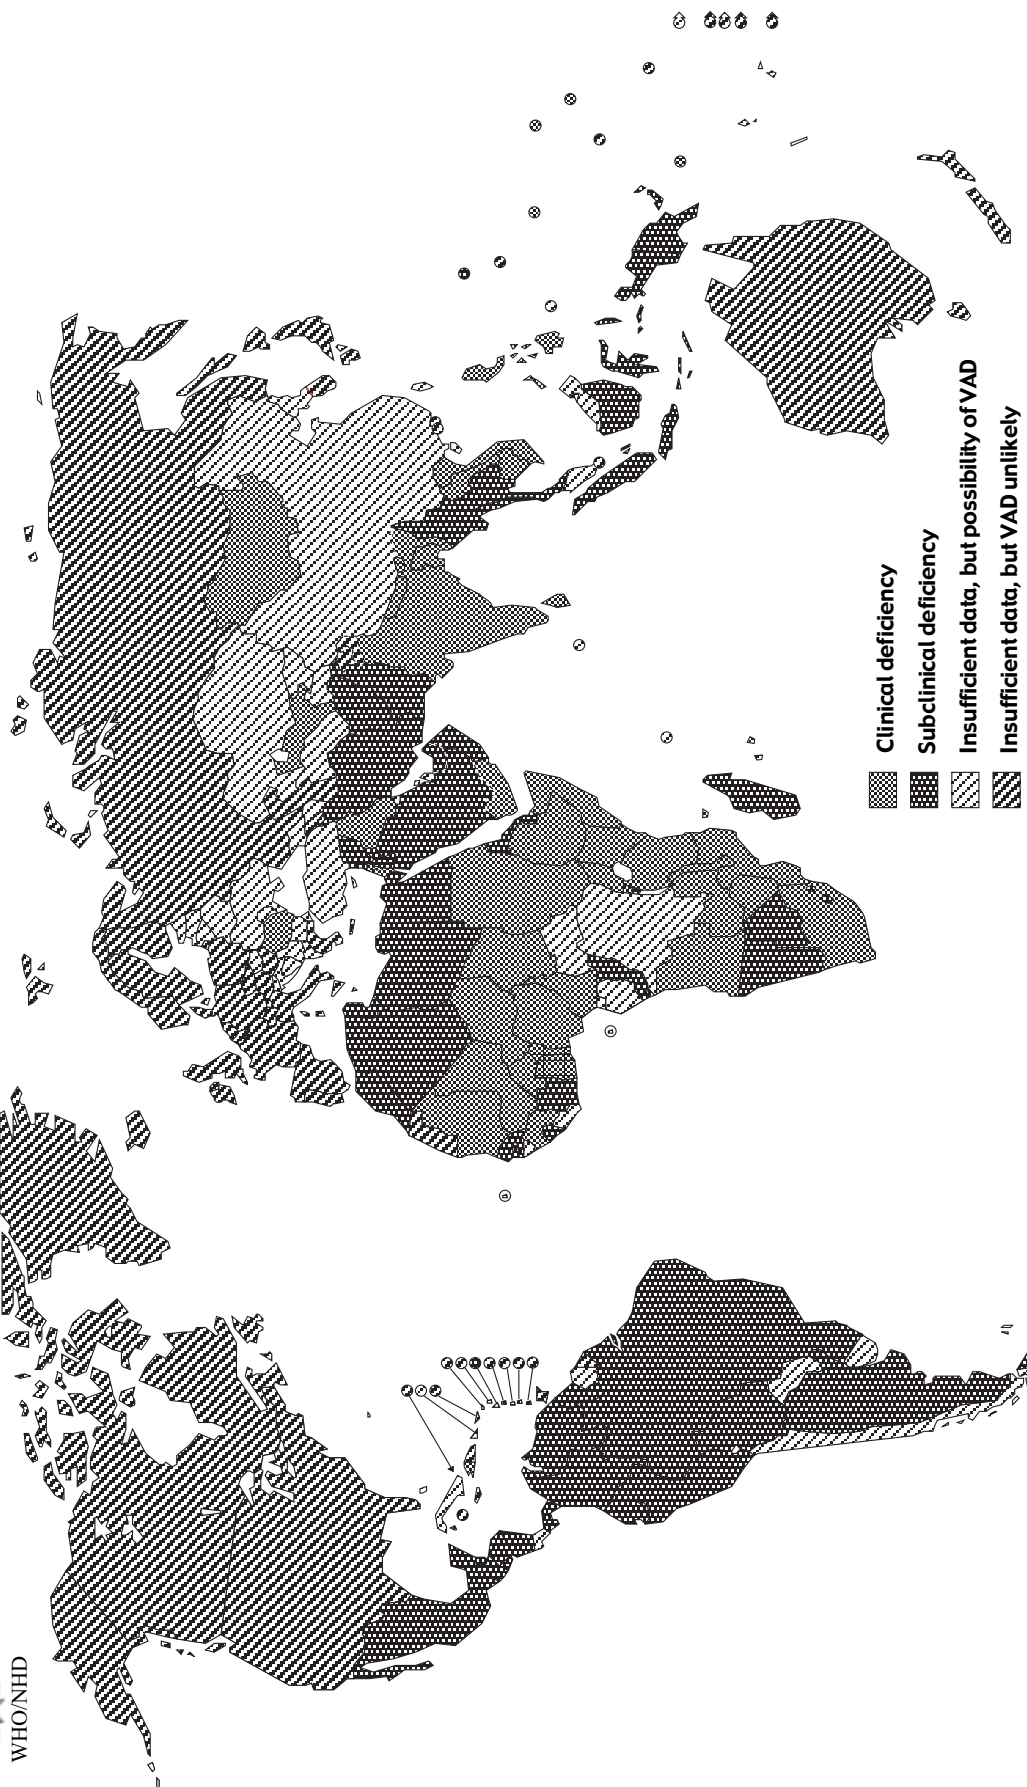 WHO/NHD
Clinical deficiency
Subclinical deficiency
Insufficient data, but possibility of VAD
Insufficient data, but VAD unlikely